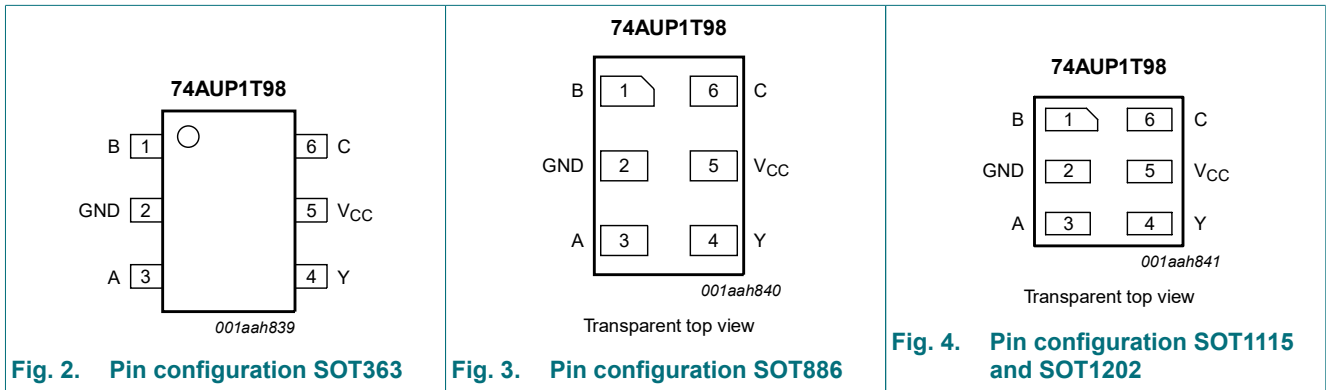 74AUP1T98
B 1 6 C
GND 2 5 VCC
A 3 4 Y
001aah839
Fig. 2. Pin configuration SOT363
74AUP1T98
B 1 6 C
GND 2 5 VCC
A 3 4 Y
001aah840
Transparent top view
Fig. 3. Pin configuration SOT886
74AUP1T98
B 1 6 C
GND 2 5 VCC
A 3 4 Y
001aah841
Transparent top view
Fig. 4. Pin configuration SOT1115
and SOT1202